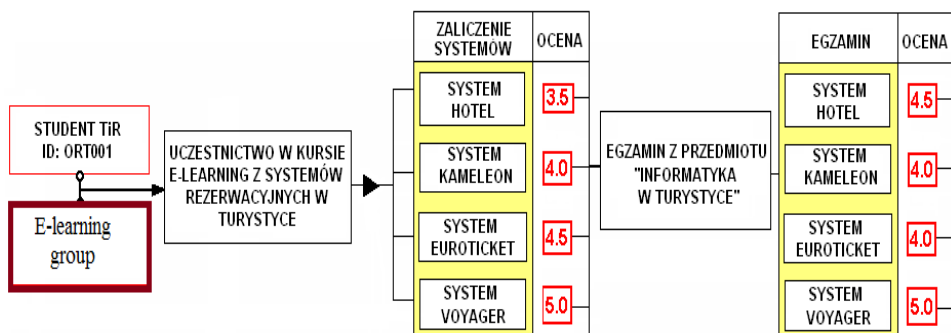 STUDENT TiR
ID: ORT001
E-learning
group
UCZESTNICTWO W KURSIE
E-LEARNING Z SYSTEMÓW
REZERWACYJNYCH W
TURYSTYCE
ZALICZENIE
SYSTEMÓW
OCENA
SYSTEM
HOTEL
3.5
SYSTEM
KAMELEON
4.0
SYSTEM
EUROTICKET
4.5
SYSTEM
VOYAGER
5.0
EGZAMIN Z PRZEDMIOTU
"INFORMATYKA
W TURYSTYCE"
EGZAMIN
OCENA
SYSTEM
HOTEL
4.5
SYSTEM
KAMELEON
4.0
SYSTEM
EUROTICKET
4.0
SYSTEM
VOYAGER
5.0